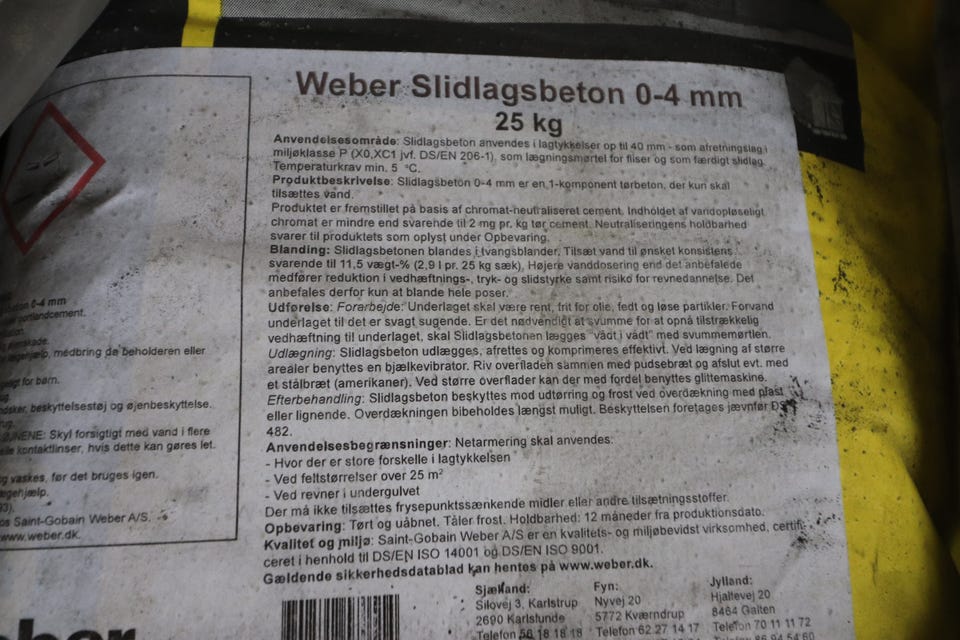 Weber Slidlagsbeton 0-4 mm
25 kg
Anvendelsesområde: Slidlagsbeton anvendes i lagtykkelser op til 40 mm - som afretningslag i
miljøklasse P (X0,XC1 jvf. DS/EN 206-1), som lægningsmørtel for fliser og som færdigt slidlag.
Temperaturkrav min. 5 °C.
Produktbeskrivelse: Slidlagsbeton 0-4 mm er en 1-komponent tørbeton, der kun skal
tilsættes vand.
Produktet er fremstillet på basis af chromat-neutraliseret cement. Indholdet af vandopløseligt
chromat er mindre end svarende til 2 mg pr. kg tør cement. Neutraliseringens holdbarhed
svarer til produktets som oplyst under Opbevaring.
Blanding: Slidlagsbetonen blandes i tvangsblander. Tilsæt vand til ønsket konsistens
svarende til 11,5 vægt-% (2,9 l pr. 25 kg sæk), Højere vanddosering end det anbefalede
medfører reduktion i vedhæftnings-, tryk- og slidstyrke samt risiko for revnedannelse. Det
anbefales derfor kun at blande hele poser.
Udførelse: Forarbejde: Underlaget skal være rent, frit for olie, fedt og løse partikler. Forvand
underlaget til det er svagt sugende. Er det nødvendigt at svumme for at opnå tilstrækkelig
vedhæftning til underlaget, skal Slidlagsbetonen lægges "vådt i vådt" med svummemørtlen.
Udlægning: Slidlagsbeton udlægges, afrettes og komprimeres effektivt. Ved lægning af større
arealer benyttes en bjælkevibrator. Riv overfladen sammen med pudsebræt og afslut evt. med
et stålbræt (amerikaner). Ved større overflader kan der med fordel benyttes glittemaskine.
Efterbehandling: Slidlagsbeton beskyttes mod udtørring og frost ved overdækning med plast
eller lignende. Overdækningen bibeholdes længst muligt. Beskyttelsen foretages jævnfør DS
482.
Anvendelsesbegrænsninger: Netarmering skal anvendes:
- Hvor der er store forskelle i lagtykkelsen
- Ved feltstørrelser over 25 m²
- Ved revner i undergulvet
Der må ikke tilsættes frysepunktssænkende midler eller andre tilsætningsstoffer.
Opbevaring: Tørt og uåbnet. Tåler frost. Holdbarhed: 12 måneder fra produktionsdato.
Kvalitet og miljø: Saint-Gobain Weber A/S er en kvalitets- og miljøbevidst virksomhed, certifi-
ceret i henhold til DS/EN ISO 14001 og DS/EN ISO 9001.
Gældende sikkerhedsdatablad kan hentes på www.weber.dk.
Sjælland:
Silovej 3, Karlstrup
2690 Karlslunde
Telefon 56 18 18 18
Fyn:
Nyvej 20
5772 Kværndrup
Telefon 62 27 14 17
Jylland:
Hjaltevej 20
8464 Galten
Telefon 70 11 11 72
0-4 mm
portlandcement.
medbring da beholderen eller
for børn.
beskyttelsestøj og øjenbeskyttelse.
Skyl forsigtigt med vand i flere
kontaktlinser, hvis dette kan gøres let.
vaskes, før det bruges igen.
Saint-Gobain Weber A/S,
www.weber.dk.